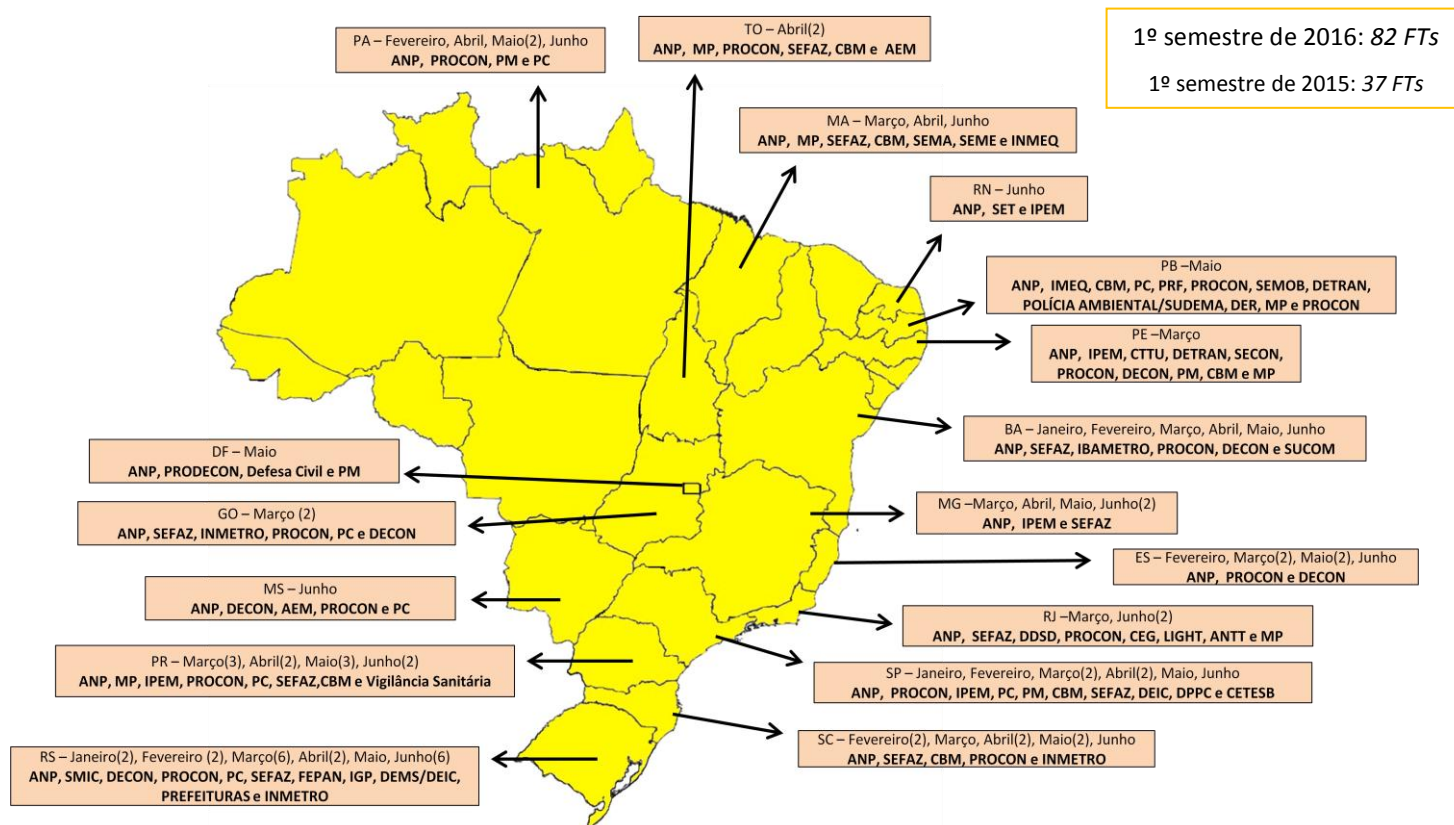 1º semestre de 2016: 82 FTs
1º semestre de 2015: 37 FTs
PA – Fevereiro, Abril, Maio(2), Junho
ANP, PROCON, PM e PC
TO – Abril(2)
ANP, MP, PROCON, SEFAZ, CBM e AEM
MA – Março, Abril, Junho
ANP, MP, SEFAZ, CBM, SEMA, SEME e INMEQ
RN – Junho
ANP, SET e IPEM
PB –Maio
ANP, IMEQ, CBM, PC, PRF, PROCON, SEMOB, DETRAN,
POLÍCIA AMBIENTAL/SUDEMA, DER, MP e PROCON
PE –Março
ANP, IPEM, CTTU, DETRAN, SECON,
PROCON, DECON, PM, CBM e MP
BA – Janeiro, Fevereiro, Março, Abril, Maio, Junho
ANP, SEFAZ, IBAMETRO, PROCON, DECON e SUCOM
DF – Maio
ANP, PRODECON, Defesa Civil e PM
MG –Março, Abril, Maio, Junho(2)
ANP, IPEM e SEFAZ
GO – Março (2)
ANP, SEFAZ, INMETRO, PROCON, PC e DECON
ES – Fevereiro, Março(2), Maio(2), Junho
ANP, PROCON e DECON
MS – Junho
ANP, DECON, AEM, PROCON e PC
RJ –Março, Junho(2)
ANP, SEFAZ, DDSD, PROCON, CEG, LIGHT, ANTT e MP
PR – Março(3), Abril(2), Maio(3), Junho(2)
ANP, MP, IPEM, PROCON, PC, SEFAZ,CBM e Vigilância Sanitária
SP – Janeiro, Fevereiro, Março(2), Abril(2), Maio, Junho
ANP, PROCON, IPEM, PC, PM, CBM, SEFAZ, DEIC, DPPC e CETESB
SC – Fevereiro(2), Março, Abril(2), Maio(2), Junho
ANP, SEFAZ, CBM, PROCON e INMETRO
RS – Janeiro(2), Fevereiro (2), Março(6), Abril(2), Maio, Junho(6)
ANP, SMIC, DECON, PROCON, PC, SEFAZ, FEPAN, IGP, DEMS/DEIC,
PREFEITURAS e INMETRO